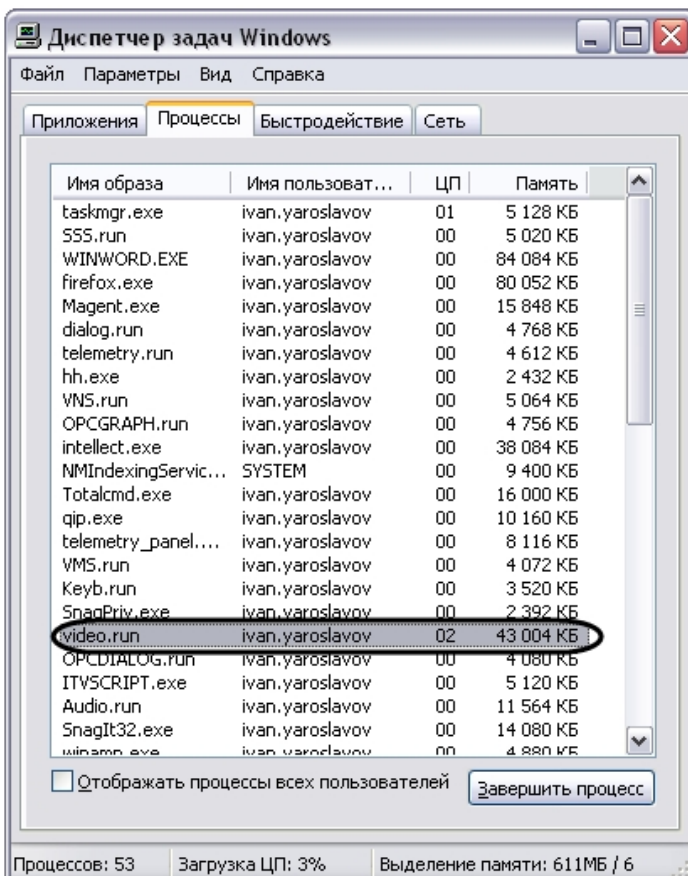 Диспетчер задач Windows
Файл Параметры Вид Справка
Приложения Процессы Быстродействие Сеть
Имя образа Имя пользоват... ЦП Память
taskmgr.exe ivan.yaroslavov 01 5 128 КБ
SSS.run ivan.yaroslavov 00 5 020 КБ
WINWORD.EXE ivan.yaroslavov 00 84 084 КБ
firefox.exe ivan.yaroslavov 00 80 052 КБ
Magent.exe ivan.yaroslavov 00 15 848 КБ
dialog.run ivan.yaroslavov 00 4 768 КБ
telemetry.run ivan.yaroslavov 00 4 612 КБ
hh.exe ivan.yaroslavov 00 2 432 КБ
VNS.run ivan.yaroslavov 00 5 064 КБ
OPCGRAPH.run ivan.yaroslavov 00 4 756 КБ
intellect.exe ivan.yaroslavov 00 38 084 КБ
NMIndexingServic... SYSTEM 00 9 400 КБ
Totalcmd.exe ivan.yaroslavov 00 16 000 КБ
qip.exe ivan.yaroslavov 00 10 160 КБ
telemetry_panel.... ivan.yaroslavov 00 8 116 КБ
VMS.run ivan.yaroslavov 00 4 072 КБ
Keyb.run ivan.yaroslavov 00 3 520 КБ
SnagPriv.exe ivan.yaroslavov 00 2 392 КБ
video.run ivan.yaroslavov 02 43 004 КБ
OPCDIALOG.run ivan.yaroslavov 00 4 080 КБ
ITVSCRIPT.exe ivan.yaroslavov 00 5 120 КБ
Audio.run ivan.yaroslavov 00 11 564 КБ
SnagIt32.exe ivan.yaroslavov 00 14 080 КБ
winamp.exe ivan.yaroslavov 00 4 880 КБ
Отображать процессы всех пользователей Завершить процесс
Процессов: 53 Загрузка ЦП: 3% Выделение памяти: 611МБ / 6